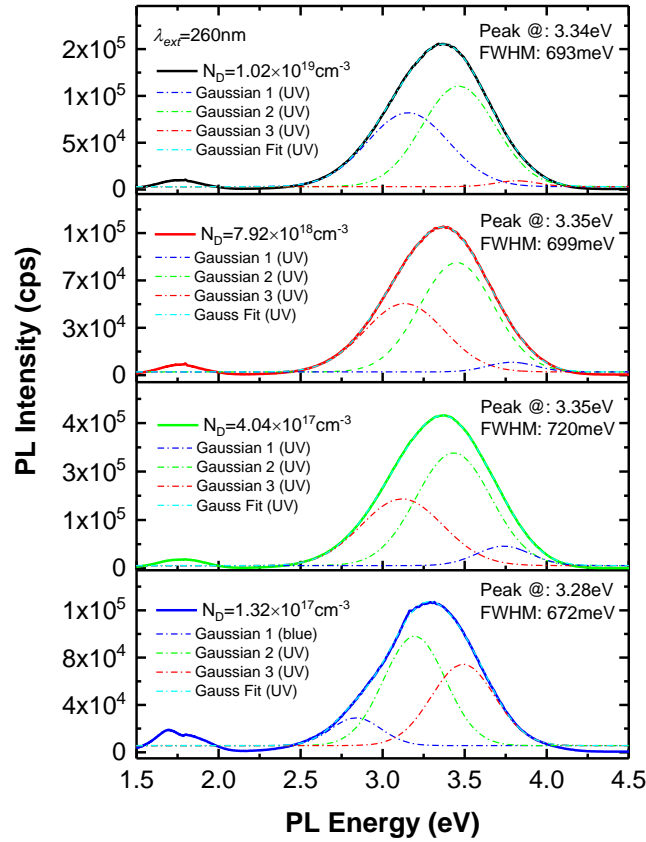 λext=260nm
Peak @: 3.34eV
FWHM: 693meV
N_D=1.02×10^19cm^-3
Gaussian 1 (UV)
Gaussian 2 (UV)
Gaussian 3 (UV)
Gaussian Fit (UV)
2x10^5
1x10^5
5x10^4
0
Peak @: 3.35eV
FWHM: 699meV
N_D=7.92×10^18cm^-3
Gaussian 1 (UV)
Gaussian 2 (UV)
Gaussian 3 (UV)
Gauss Fit (UV)
1x10^5
7x10^4
3x10^4
0
Peak @: 3.35eV
FWHM: 720meV
N_D=4.04×10^17cm^-3
Gaussian 1 (UV)
Gaussian 2 (UV)
Gaussian 3 (UV)
Gauss Fit (UV)
4x10^5
3x10^5
1x10^5
0
Peak @: 3.28eV
FWHM: 672meV
N_D=1.32×10^17cm^-3
Gaussian 1 (blue)
Gaussian 2 (UV)
Gaussian 3 (UV)
Gauss Fit (UV)
1x10^5
8x10^4
4x10^4
0
1.5 2.0 2.5 3.0 3.5 4.0 4.5
PL Energy (eV)
PL Intensity (cps)